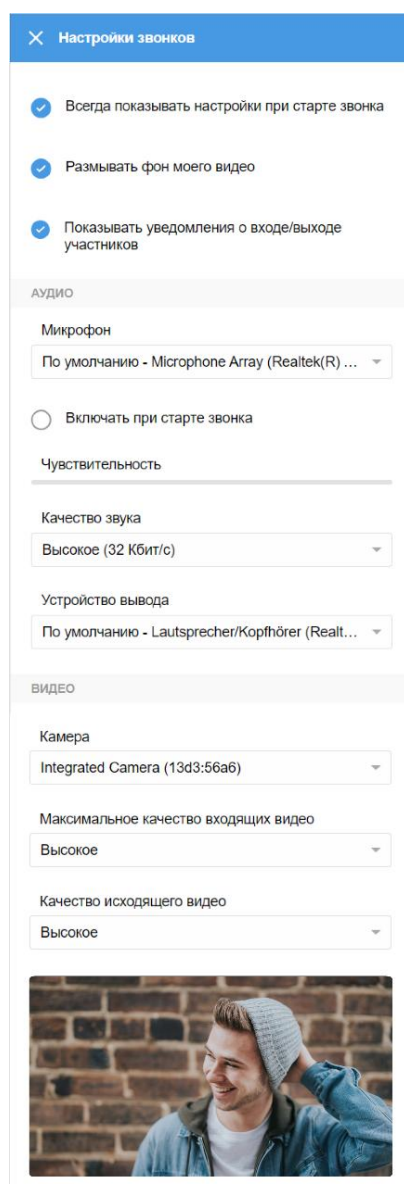 Настройки звонков
Всегда показывать настройки при старте звонка
Размывать фон моего видео
Показывать уведомления о входе/выходе
участников
АУДИО
Микрофон
По умолчанию - Microphone Array (Realtek(R) ...
Включать при старте звонка
Чувствительность
Качество звука
Высокое (32 Кбит/с)
Устройство вывода
По умолчанию - Lautsprecher/Kopfhörer (Realt...
ВИДЕО
Камера
Integrated Camera (13d3:56a6)
Максимальное качество входящих видео
Высокое
Качество исходящего видео
Высокое